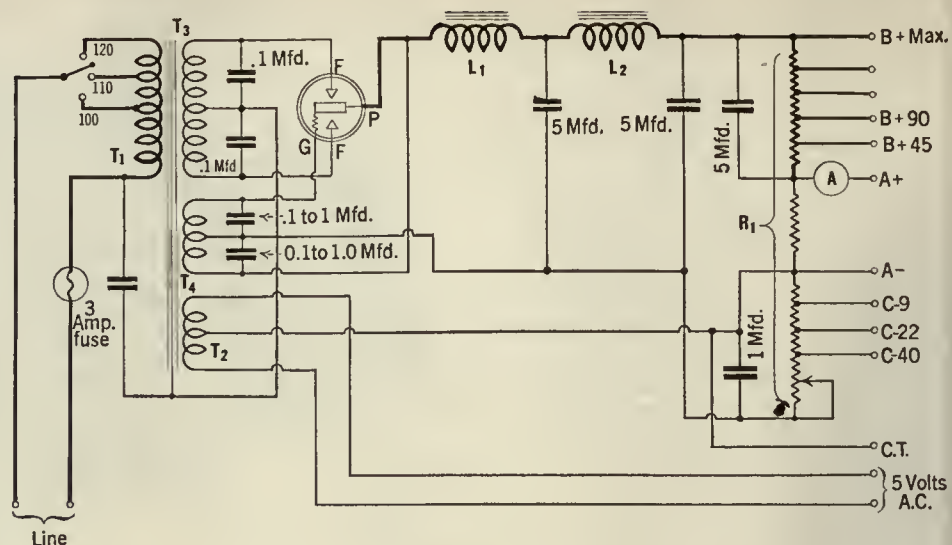 120
110
100
T1
3
Amp.
fuse
Line
T3
.1 Mfd.
.1 Mfd
F
P
G
F
.1 to 1 Mfd.
0.1 to 1.0 Mfd.
T4
T2
L1
L2
5 Mfd.
5 Mfd.
5 Mfd.
1 Mfd.
R1
A
B + Max.
B + 90
B + 45
A+
A-
C-9
C-22
C-40
C.T.
5 Volts
A.C.